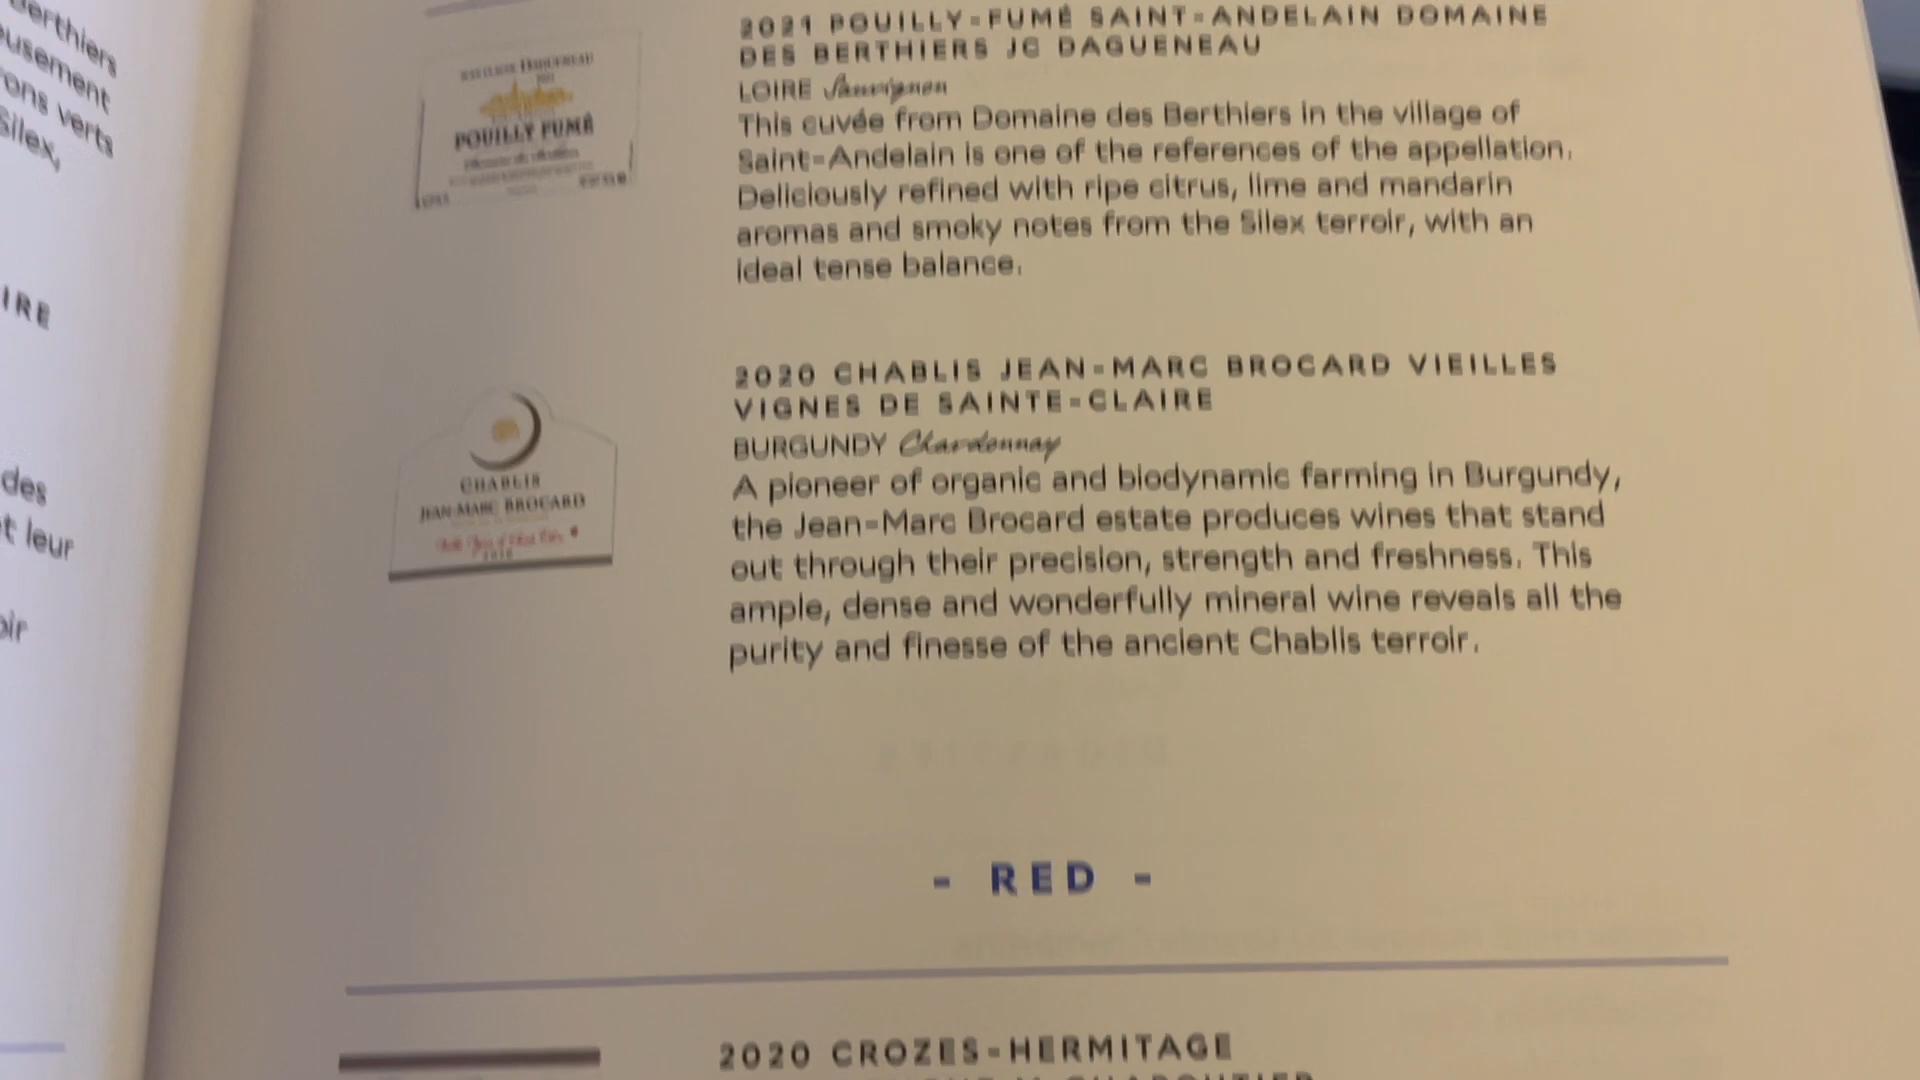 Berthiers
ons verts
Silex,
IRE
des
t leur
oir
2021 POUILLY-FUMÉ SAINT-ANDELAIN DOMAINE
DES BERTHIERS JC DAGUENEAU
LOIRE Sauvignon
This cuvée from Domaine des Berthiers in the village of
Saint-Andelain is one of the references of the appellation.
Deliciously refined with ripe citrus, lime and mandarin
aromas and smoky notes from the Silex terroir, with an
ideal tense balance.
POUILLY FUMÉ
2020 CHABLIS JEAN-MARC BROCARD VIEILLES
VIGNES DE SAINTE-CLAIRE
BURGUNDY Chardonnay
A pioneer of organic and biodynamic farming in Burgundy,
the Jean-Marc Brocard estate produces wines that stand
out through their precision, strength and freshness. This
ample, dense and wonderfully mineral wine reveals all the
purity and finesse of the ancient Chablis terroir.
CHABLIS
JEAN-MARC BROCARD
- RED -
2020 CROZES-HERMITAGE